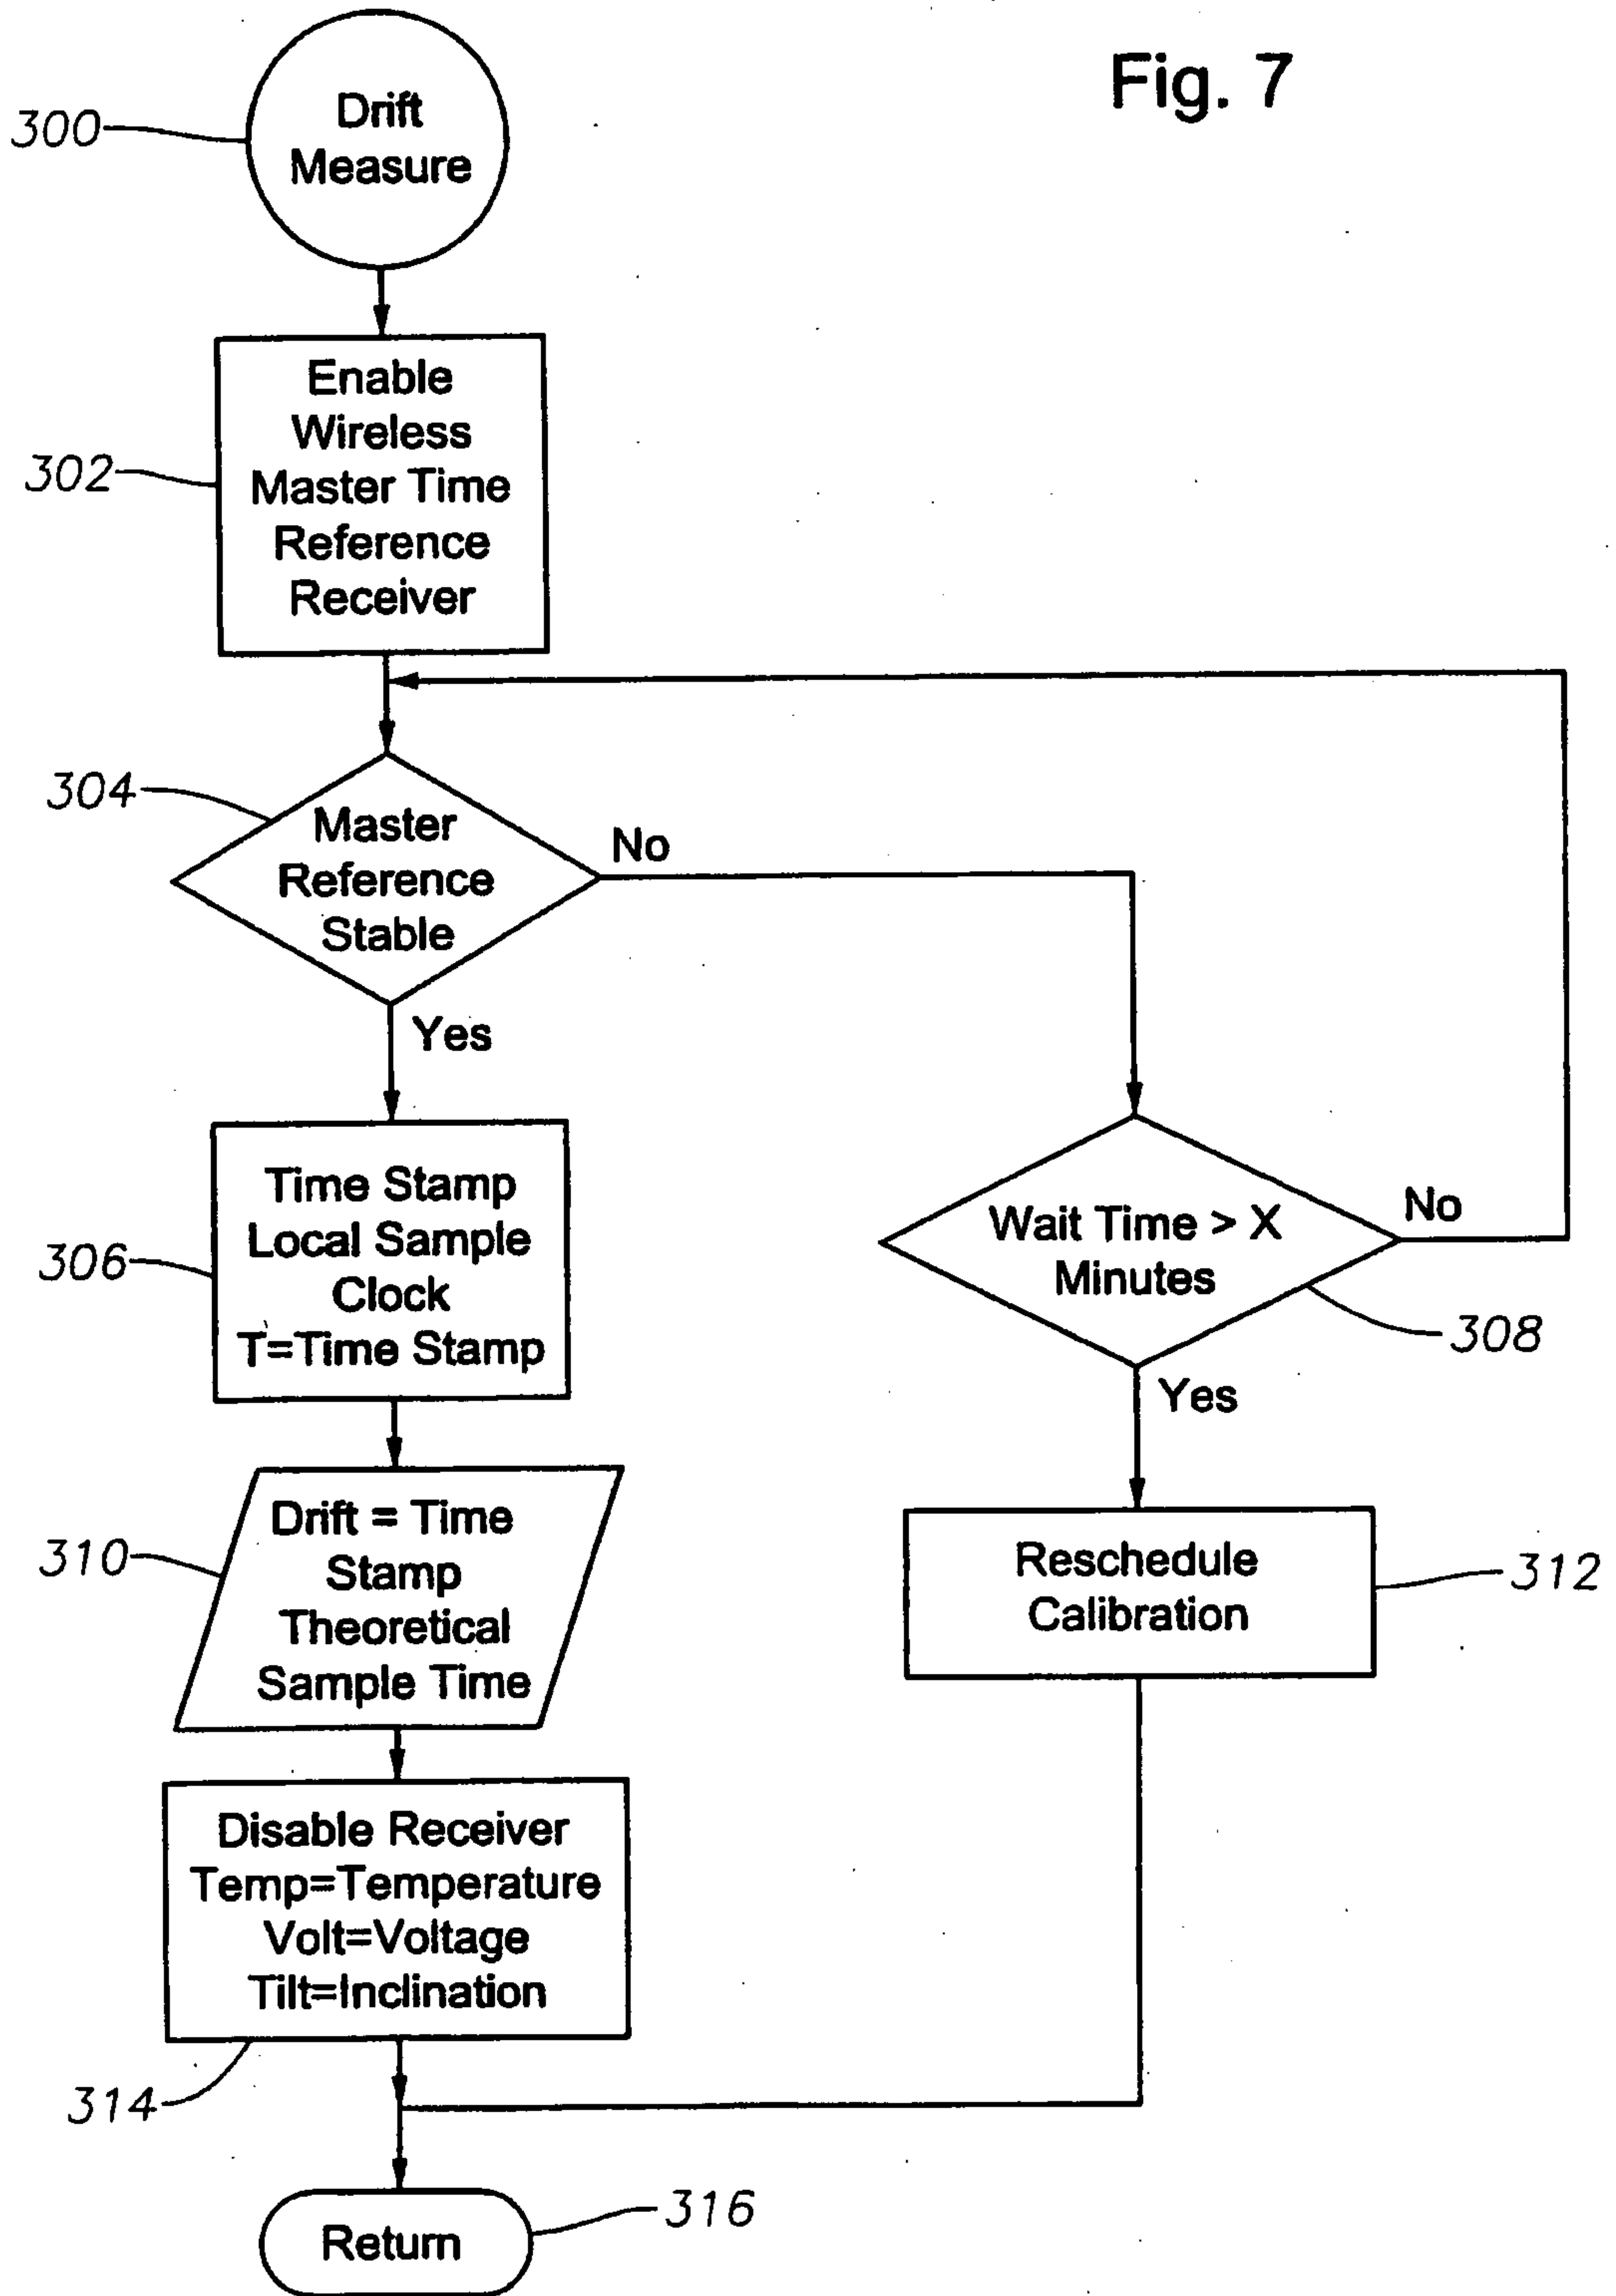 Fig. 7
300
Drift
Measure
302
Enable
Wireless
Master Time
Reference
Receiver
304
Master
Reference
Stable
No
Yes
306
Time Stamp
Local Sample
Clock
T=Time Stamp
Wait Time > X
Minutes
No
308
Yes
310
Drift = Time
Stamp
Theoretical
Sample Time
Reschedule
Calibration
312
Disable Receiver
Temp=Temperature
Volt=Voltage
Tilt=Inclination
314
Return
316